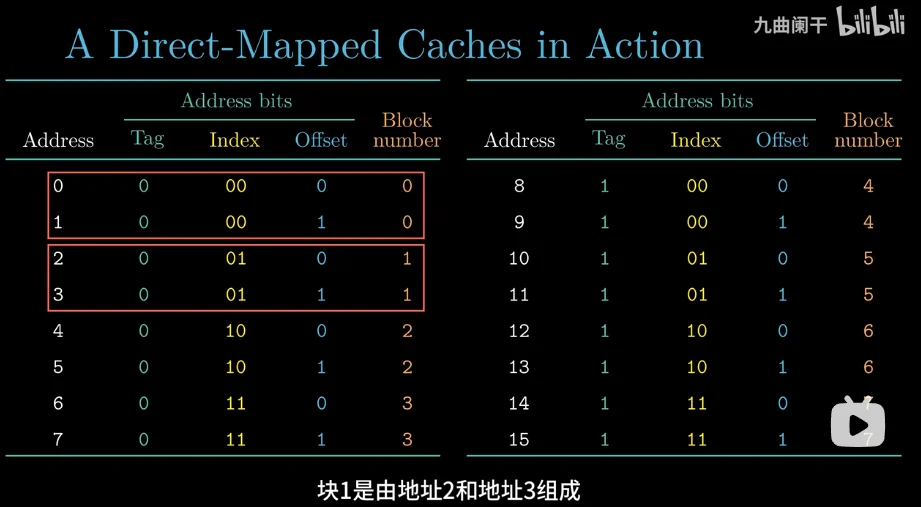 九曲阑干 bilibili
A Direct-Mapped Caches in Action
Address bits Address bits
Address Tag Index Offset Block number Address Tag Index Offset Block number
0 0 00 0 0 8 1 00 0 4
1 0 00 1 0 9 1 00 1 4
2 0 01 0 1 10 1 01 0 5
3 0 01 1 1 11 1 01 1 5
4 0 10 0 2 12 1 10 0 6
5 0 10 1 2 13 1 10 1 6
6 0 11 0 3 14 1 11 0
7 0 11 1 3 15 1 11 1 7
块1是由地址2和地址3组成